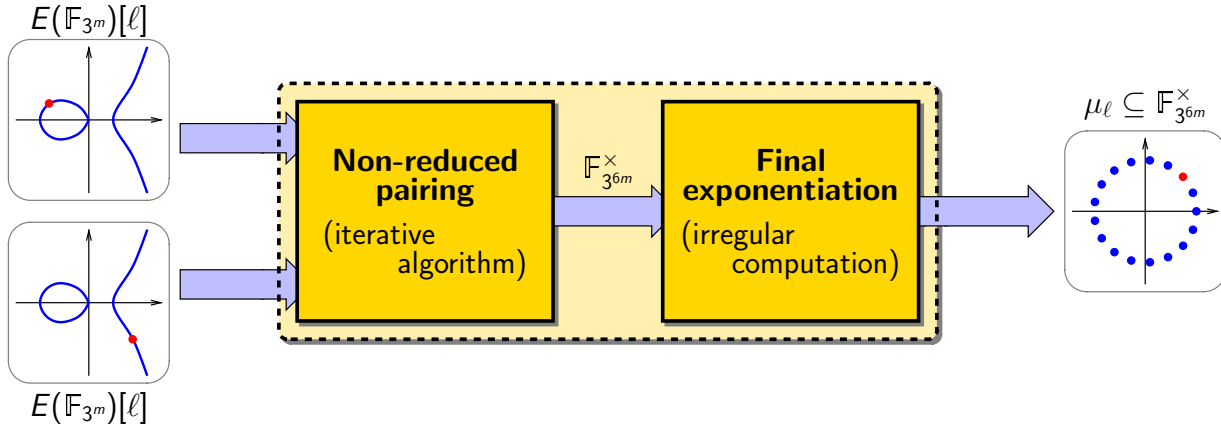 E(𝔽_{3^m})[ℓ]
Non-reduced
pairing
(iterative
algorithm)
𝔽^×_{3^{6m}}
Final
exponentiation
(irregular
computation)
μ_ℓ ⊆ 𝔽^×_{3^{6m}}
E(𝔽_{3^m})[ℓ]